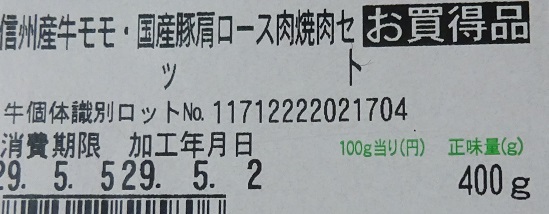 信州産牛モモ・国産豚肩ロース肉焼肉セット お買得品
牛個体識別ロットNo. 11712222021704
消費期限 加工年月日 100g当り(円) 正味量(g)
29. 5. 5 29. 5. 2 400g